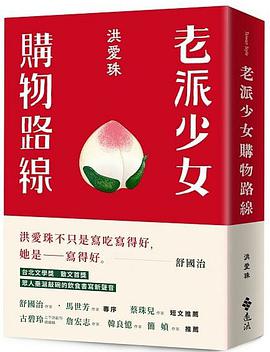 老派少女
購物路線
洪愛珠
洪愛珠不只是寫吃寫得好,
她是——寫得好。
舒國治
台北文學獎 散文首獎
眾人垂涎敲碗的飲食書寫新聲音
舒國治 作家・馬世芳 作家 專序 蔡珠兒 作家 短文推薦
古碧玲 詹宏志 作家 韓良憶 作家 簡媜 作家 推薦
老派少女購物路線
洪愛珠
遠流